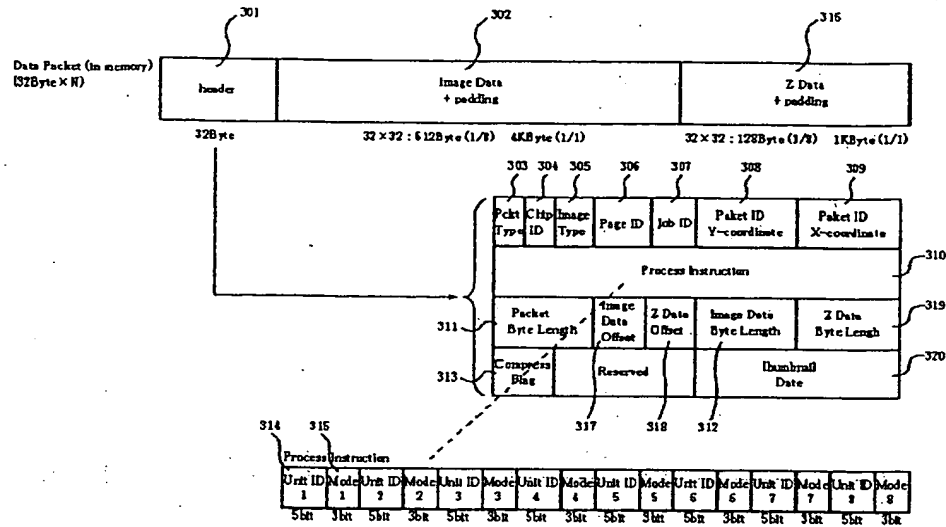 301
302
316
Data Packet (in memory)
(32Byte × N)
header
Image Data
+ padding
Z Data
+ padding
32Byte
32×32 : 512Byte (1/8) 4KByte (1/1)
32×32 : 128Byte (1/8) 1KByte (1/1)
303 304 305 306 307 308 309
Pckt Type
Chip ID
Image Type
Page ID
Job ID
Paket ID
Y-coordinate
Paket ID
X-coordinate
Process Instruction
310
311
Packet
Byte Length
Image
Data
Offset
Z Data
Offset
Image Data
Byte Length
Z Data
Byte Length
319
313
Compress
Flag
Reserved
Thumbnail
Date
320
317 318 312
314 315
Process Instruction
Unit ID 1 Mode 1 Unit ID 2 Mode 2 Unit ID 3 Mode 3 Unit ID 4 Mode 4 Unit ID 5 Mode 5 Unit ID 6 Mode 6 Unit ID 7 Mode 7 Unit ID 8 Mode 8
5bit 3bit 5bit 3bit 5bit 3bit 5bit 3bit 5bit 3bit 5bit 3bit 5bit 3bit 5bit 3bit